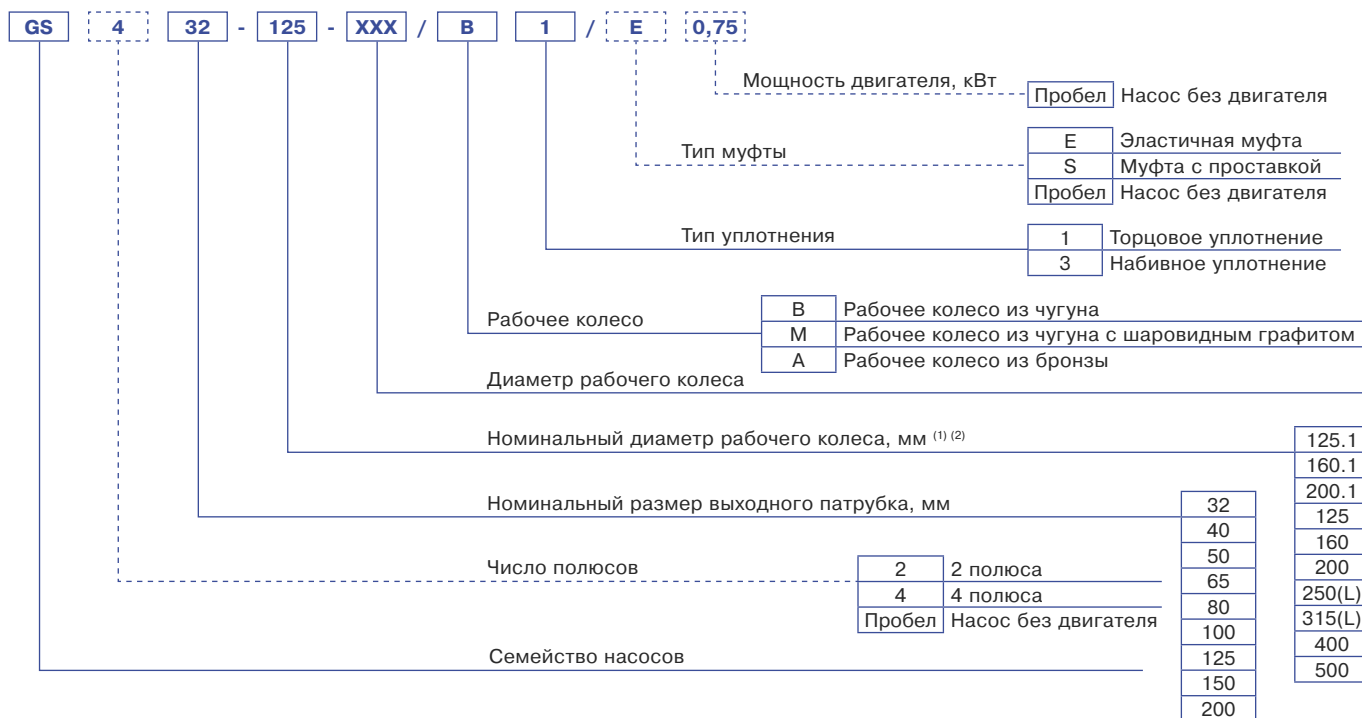 GS 4 32 - 125 - XXX / B 1 / E 0,75
Мощность двигателя, кВт
Пробел Насос без двигателя
Тип муфты
E Эластичная муфта
S Муфта с проставкой
Пробел Насос без двигателя
Тип уплотнения
1 Торцовое уплотнение
3 Набивное уплотнение
Рабочее колесо
B Рабочее колесо из чугуна
M Рабочее колесо из чугуна с шаровидным графитом
A Рабочее колесо из бронзы
Диаметр рабочего колеса
Номинальный диаметр рабочего колеса, мм (1) (2)
125.1
160.1
200.1
125
160
200
250(L)
315(L)
400
500
Номинальный размер выходного патрубка, мм
32
40
50
65
80
100
125
150
200
Число полюсов
2 2 полюса
4 4 полюса
Пробел Насос без двигателя
Семейство насосов